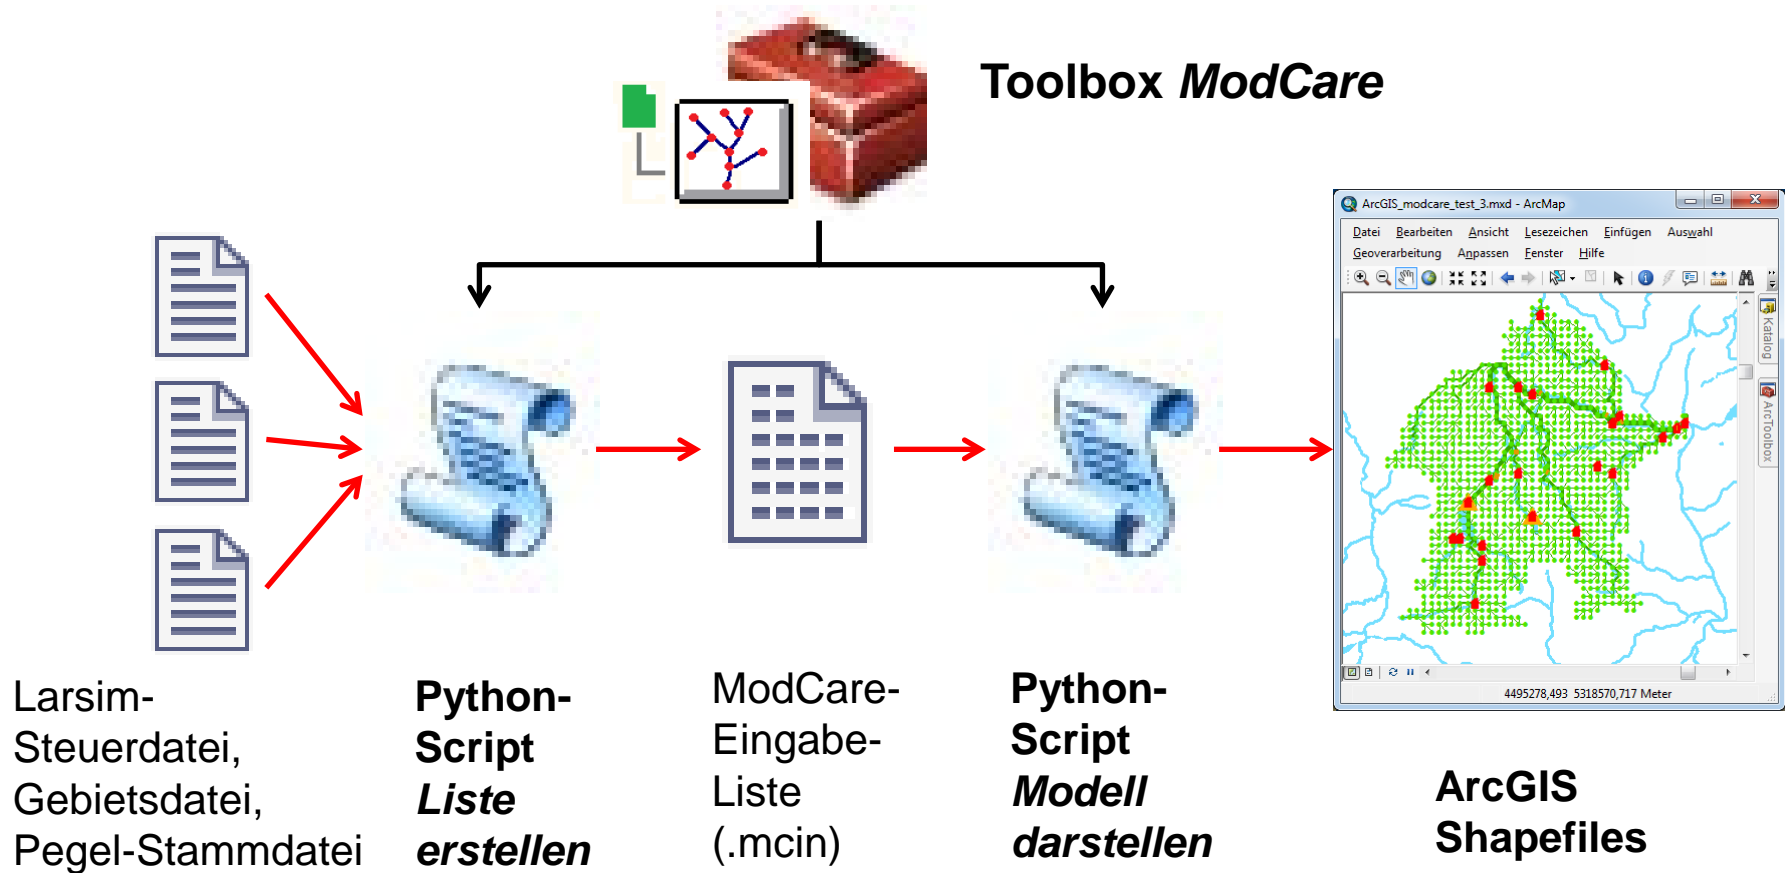 Toolbox ModCare
ArcGIS_modcare_test_3.mxd - ArcMap
Datei Bearbeiten Ansicht Lesezeichen Einfügen Auswahl
Geoverarbeitung Anpassen Fenster Hilfe
Katalog
ArcToolbox
4495278,493 5318570,717 Meter
Larsim-
Steuerdatei,
Gebietsdatei,
Pegel-Stammdatei
Python-
Script
Liste
erstellen
ModCare-
Eingabe-
Liste
(.mcin)
Python-
Script
Modell
darstellen
ArcGIS
Shapefiles